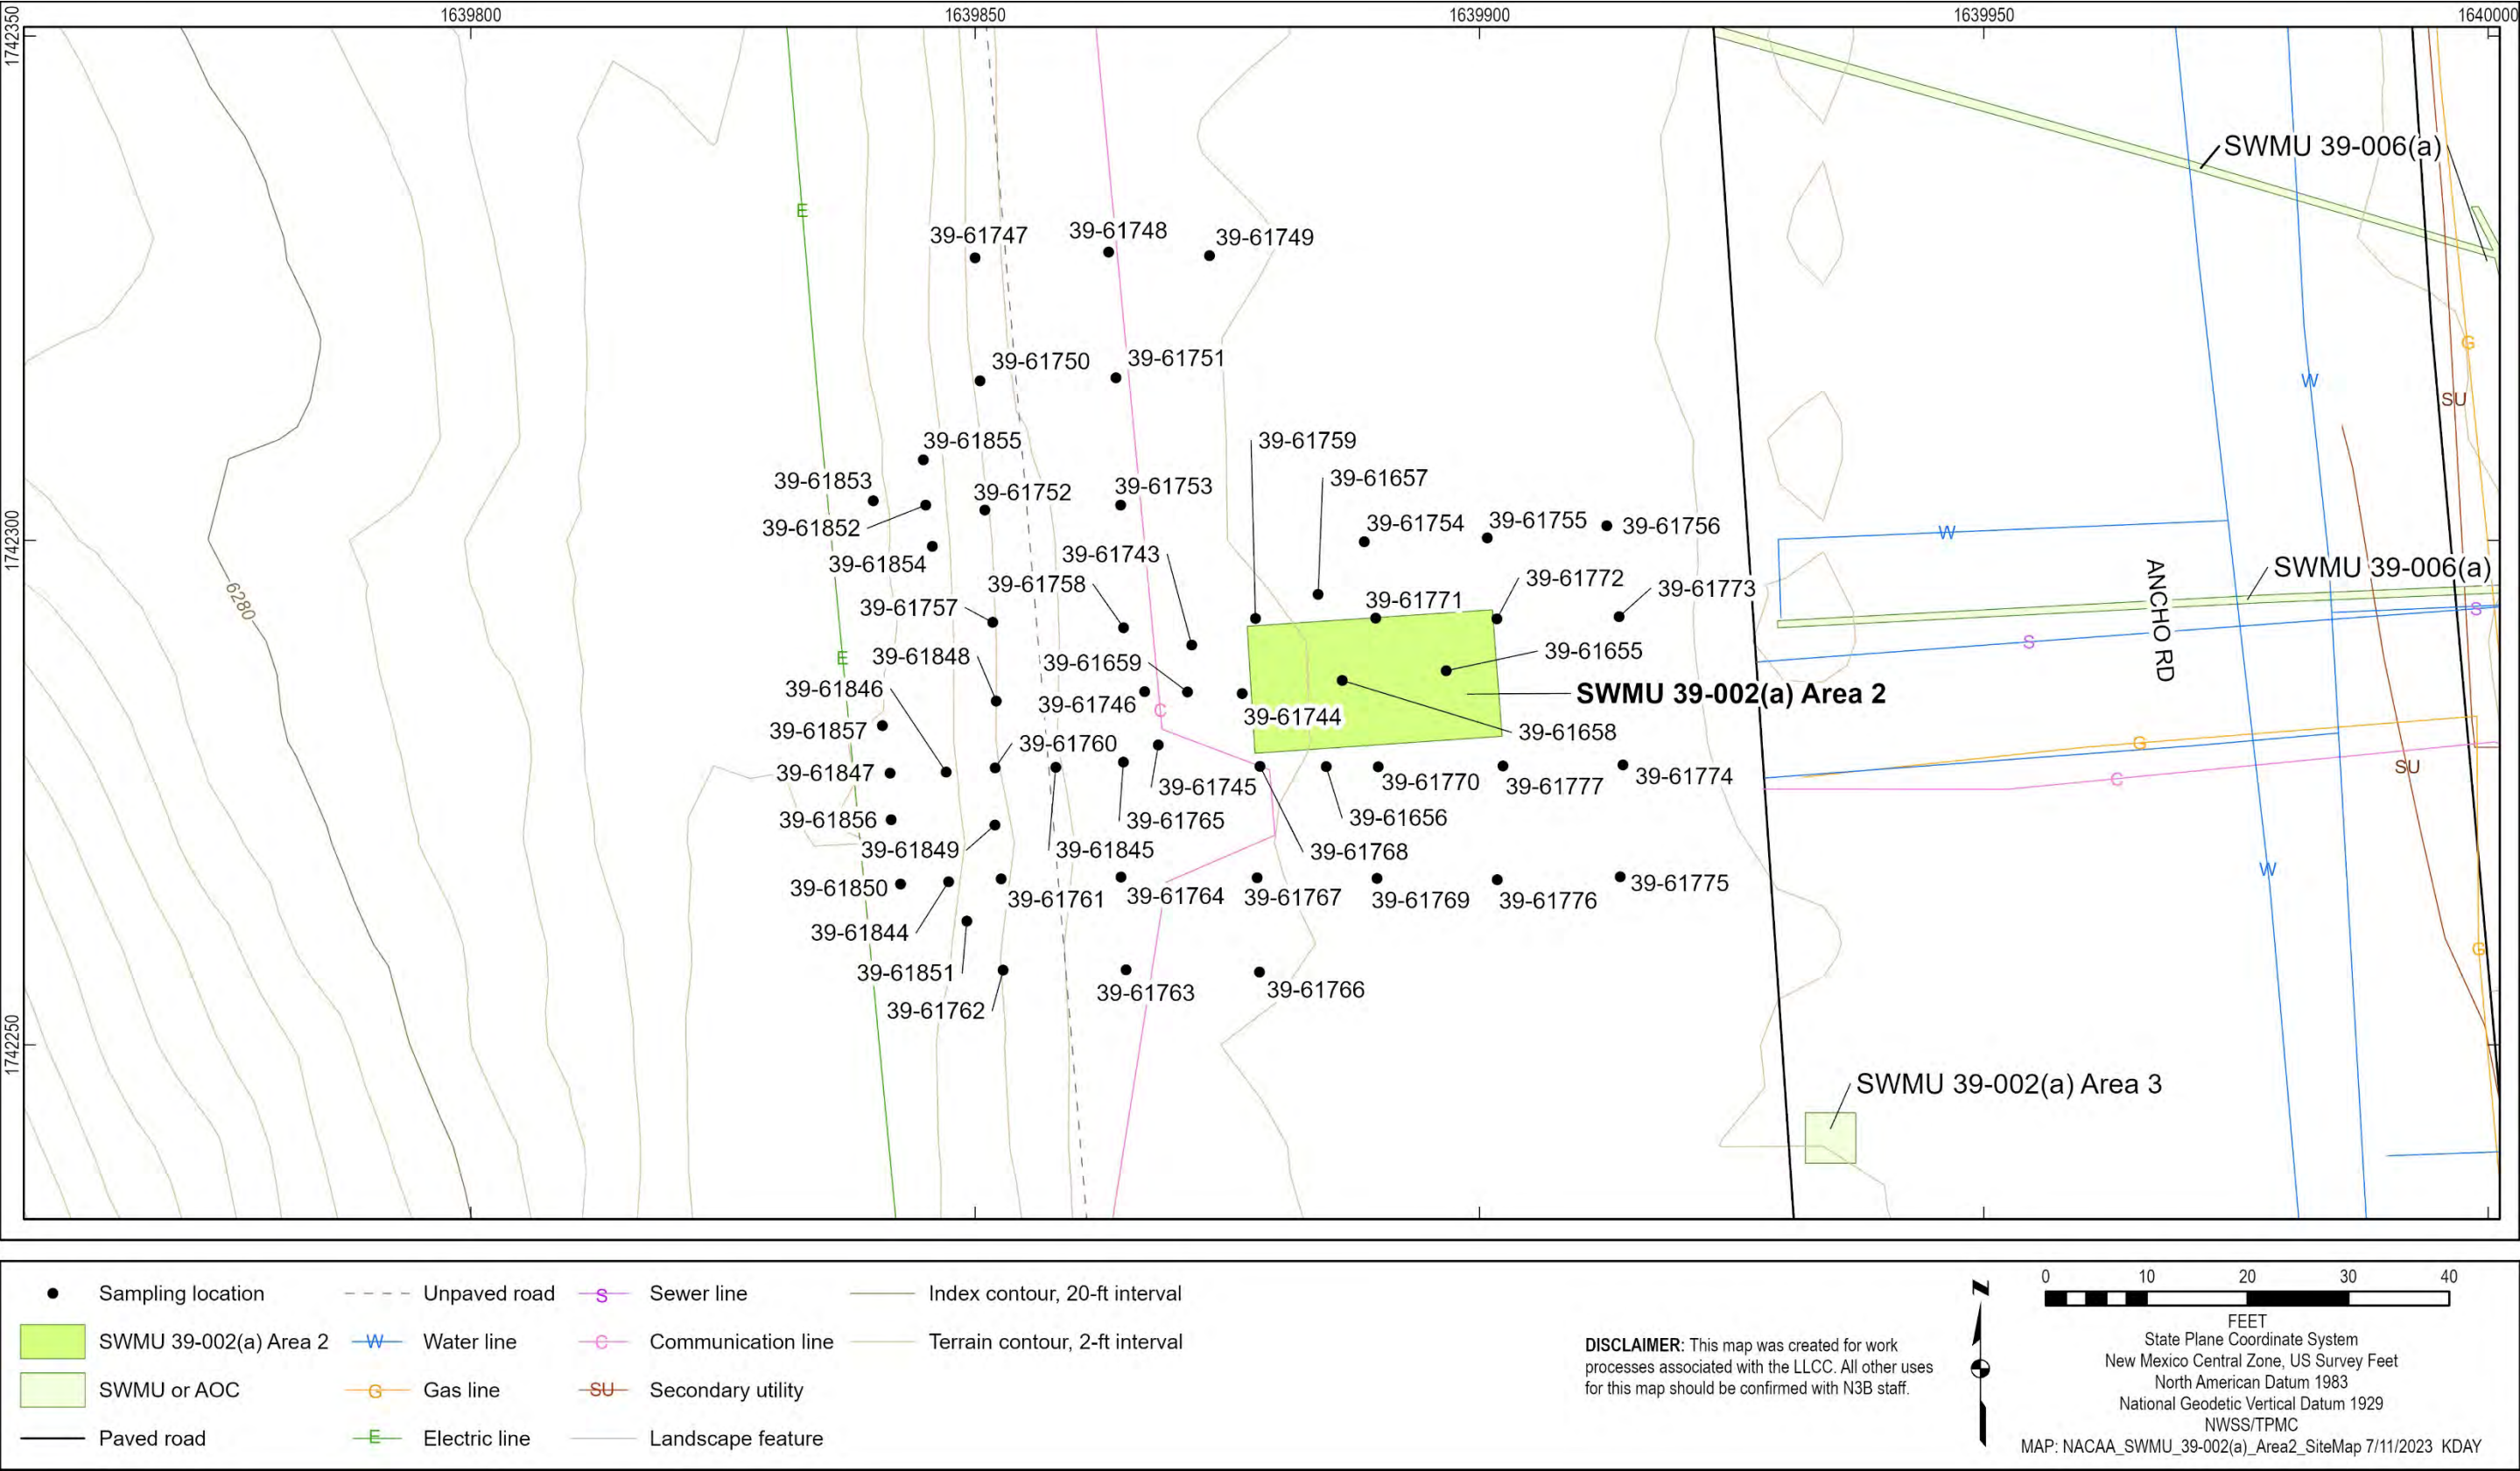 1639800
1639850
1639900
1639950
1640000
1742350
SWMU 39-006(a)
E
39-61747
39-61748
39-61749
G
39-61750
39-61751
W
SU
39-61855
39-61759
39-61853
39-61657
39-61752
39-61753
39-61852
39-61754
39-61755
39-61756
1742300
W
39-61854
39-61743
SWMU 39-006(a)
39-61758
39-61772
39-61773
6280
39-61757
39-61771
S
ANCHO RD
S
E
39-61848
39-61659
39-61655
39-61846
SWMU 39-002(a) Area 2
39-61746
C
39-61744
39-61857
39-61658
39-61760
G
39-61847
39-61745
39-61770
39-61777
39-61774
SU
C
39-61856
39-61765
39-61656
39-61849
39-61845
39-61768
W
39-61850
39-61761
39-61764
39-61767
39-61769
39-61776
39-61775
39-61844
G
39-61851
39-61763
39-61766
39-61762
1742250
SWMU 39-002(a) Area 3
Sampling location
SWMU 39-002(a) Area 2
SWMU or AOC
Paved road
Unpaved road
W Water line
G Gas line
E Electric line
S Sewer line
C Communication line
SU Secondary utility
Landscape feature
Index contour, 20-ft interval
Terrain contour, 2-ft interval
DISCLAIMER: This map was created for work
processes associated with the LLCC. All other uses
for this map should be confirmed with N3B staff.
N
0 10 20 30 40
FEET
State Plane Coordinate System
New Mexico Central Zone, US Survey Feet
North American Datum 1983
National Geodetic Vertical Datum 1929
NWSS/TPMC
MAP: NACAA_SWMU_39-002(a)_Area2_SiteMap 7/11/2023 KDAY